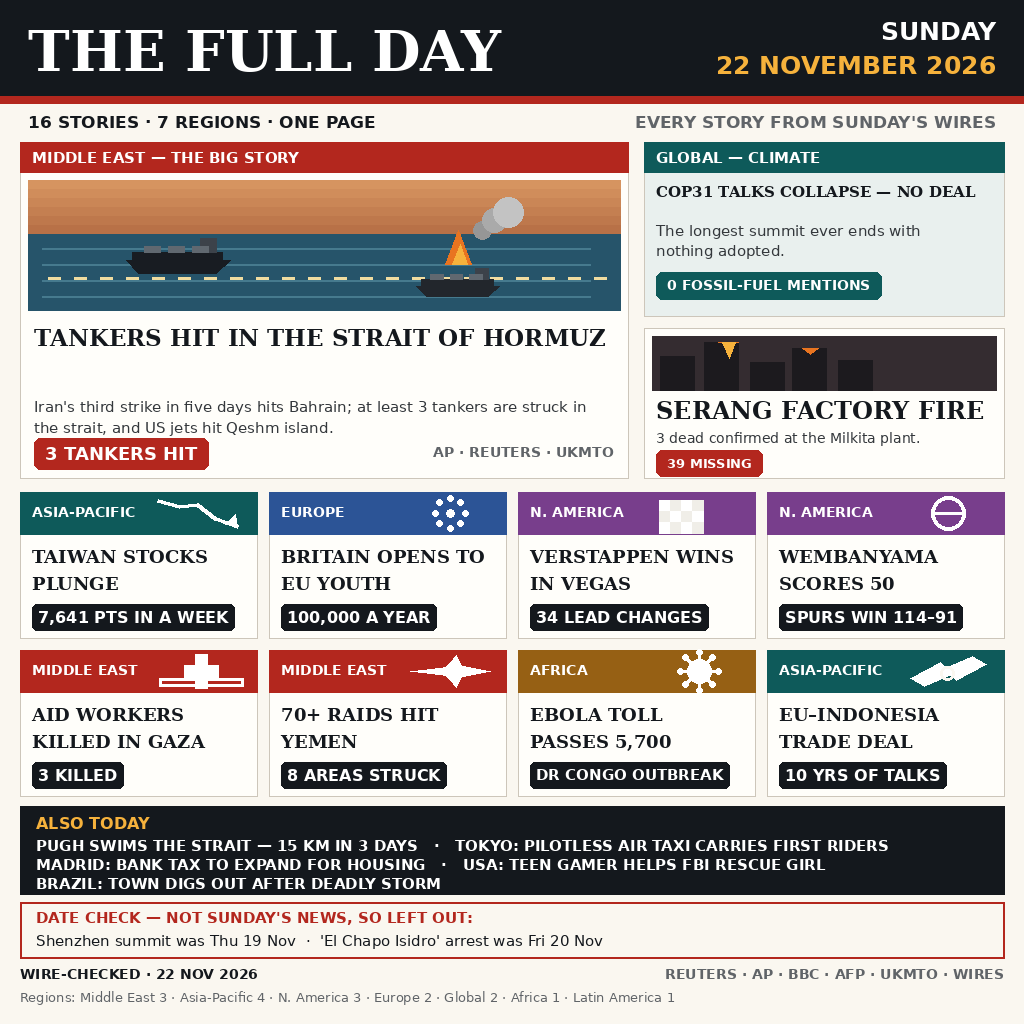 THE FULL DAY
SUNDAY
22 NOVEMBER 2026
16 STORIES · 7 REGIONS · ONE PAGE
EVERY STORY FROM SUNDAY'S WIRES
MIDDLE EAST — THE BIG STORY
TANKERS HIT IN THE STRAIT OF HORMUZ
Iran's third strike in five days hits Bahrain; at least 3 tankers are struck in
the strait, and US jets hit Qeshm island.
3 TANKERS HIT
AP · REUTERS · UKMTO
GLOBAL — CLIMATE
COP31 TALKS COLLAPSE — NO DEAL
The longest summit ever ends with
nothing adopted.
0 FOSSIL-FUEL MENTIONS
SERANG FACTORY FIRE
3 dead confirmed at the Milkita plant.
39 MISSING
ASIA-PACIFIC
TAIWAN STOCKS
PLUNGE
7,641 PTS IN A WEEK
EUROPE
BRITAIN OPENS TO
EU YOUTH
100,000 A YEAR
N. AMERICA
VERSTAPPEN WINS
IN VEGAS
34 LEAD CHANGES
N. AMERICA
WEMBANYAMA
SCORES 50
SPURS WIN 114–91
MIDDLE EAST
AID WORKERS
KILLED IN GAZA
3 KILLED
MIDDLE EAST
70+ RAIDS HIT
YEMEN
8 AREAS STRUCK
AFRICA
EBOLA TOLL
PASSES 5,700
DR CONGO OUTBREAK
ASIA-PACIFIC
EU–INDONESIA
TRADE DEAL
10 YRS OF TALKS
ALSO TODAY
PUGH SWIMS THE STRAIT — 15 KM IN 3 DAYS · TOKYO: PILOTLESS AIR TAXI CARRIES FIRST RIDERS
MADRID: BANK TAX TO EXPAND FOR HOUSING · USA: TEEN GAMER HELPS FBI RESCUE GIRL
BRAZIL: TOWN DIGS OUT AFTER DEADLY STORM
DATE CHECK — NOT SUNDAY'S NEWS, SO LEFT OUT:
Shenzhen summit was Thu 19 Nov · 'El Chapo Isidro' arrest was Fri 20 Nov
WIRE-CHECKED · 22 NOV 2026
REUTERS · AP · BBC · AFP · UKMTO · WIRES
Regions: Middle East 3 · Asia-Pacific 4 · N. America 3 · Europe 2 · Global 2 · Africa 1 · Latin America 1